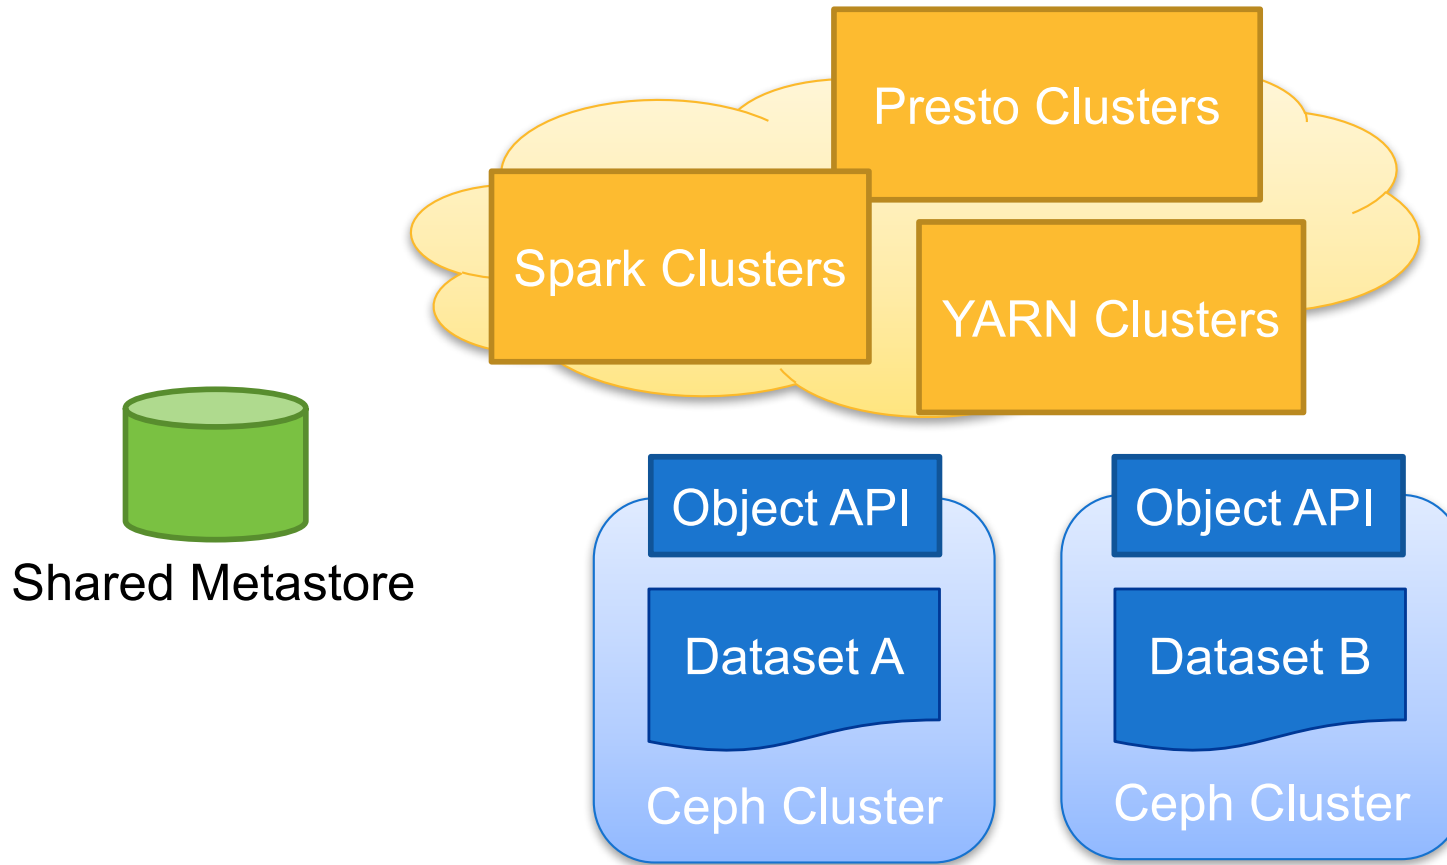 Presto Clusters
Spark Clusters
YARN Clusters
Shared Metastore
Object API
Dataset A
Ceph Cluster
Object API
Dataset B
Ceph Cluster